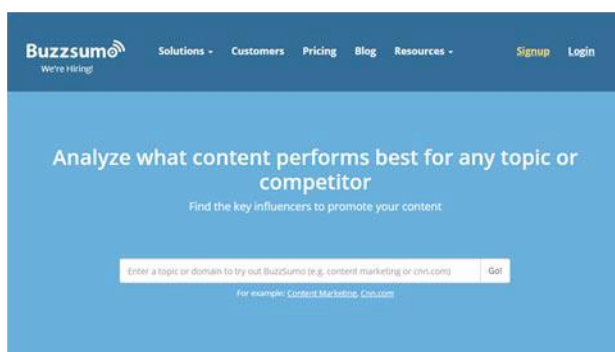 Buzzsumo
We're Hiring!
Solutions Customers Pricing Blog Resources Signup Login
Analyze what content performs best for any topic or
competitor
Find the key influencers to promote your content
Enter a topic or domain to try out BuzzSumo (e.g. content marketing or cnn.com) Go!
For example: Content Marketing, Cnn.com